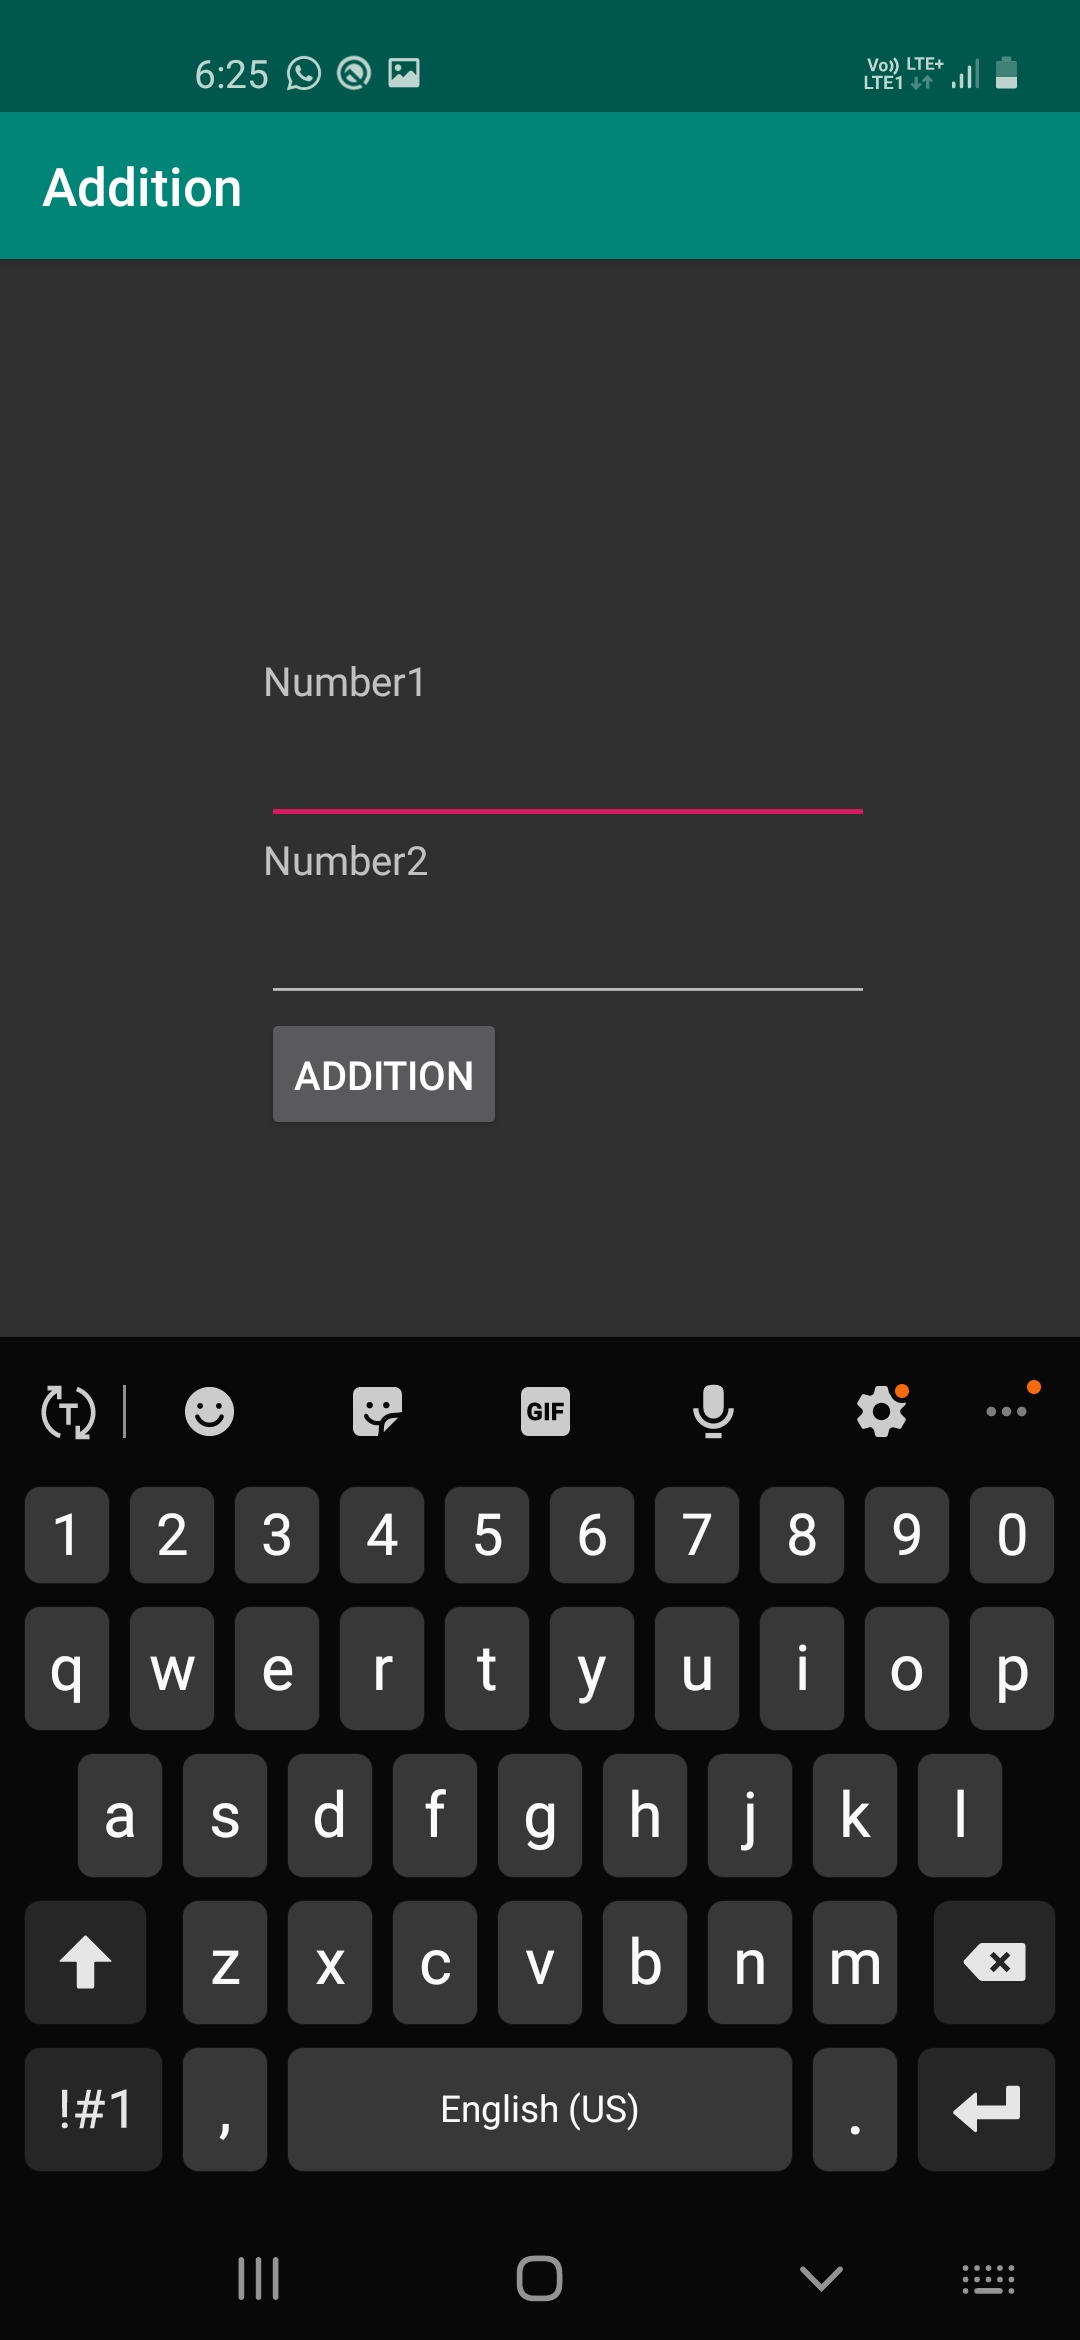 6:25 Vo)) LTE+
LTE1
Addition
Number1
Number2
ADDITION
T GIF
1 2 3 4 5 6 7 8 9 0
q w e r t y u i o p
a s d f g h j k l
z x c v b n m
!#1 , English (US) .